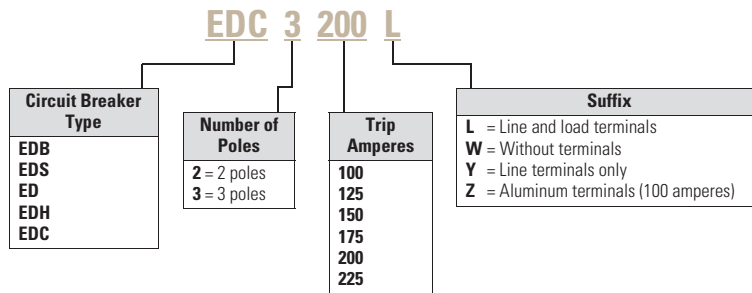 EDC 3 200 L
Circuit Breaker
Type
EDB
EDS
ED
EDH
EDC
Number of
Poles
2 = 2 poles
3 = 3 poles
Trip
Amperes
100
125
150
175
200
225
Suffix
L = Line and load terminals
W = Without terminals
Y = Line terminals only
Z = Aluminum terminals (100 amperes)